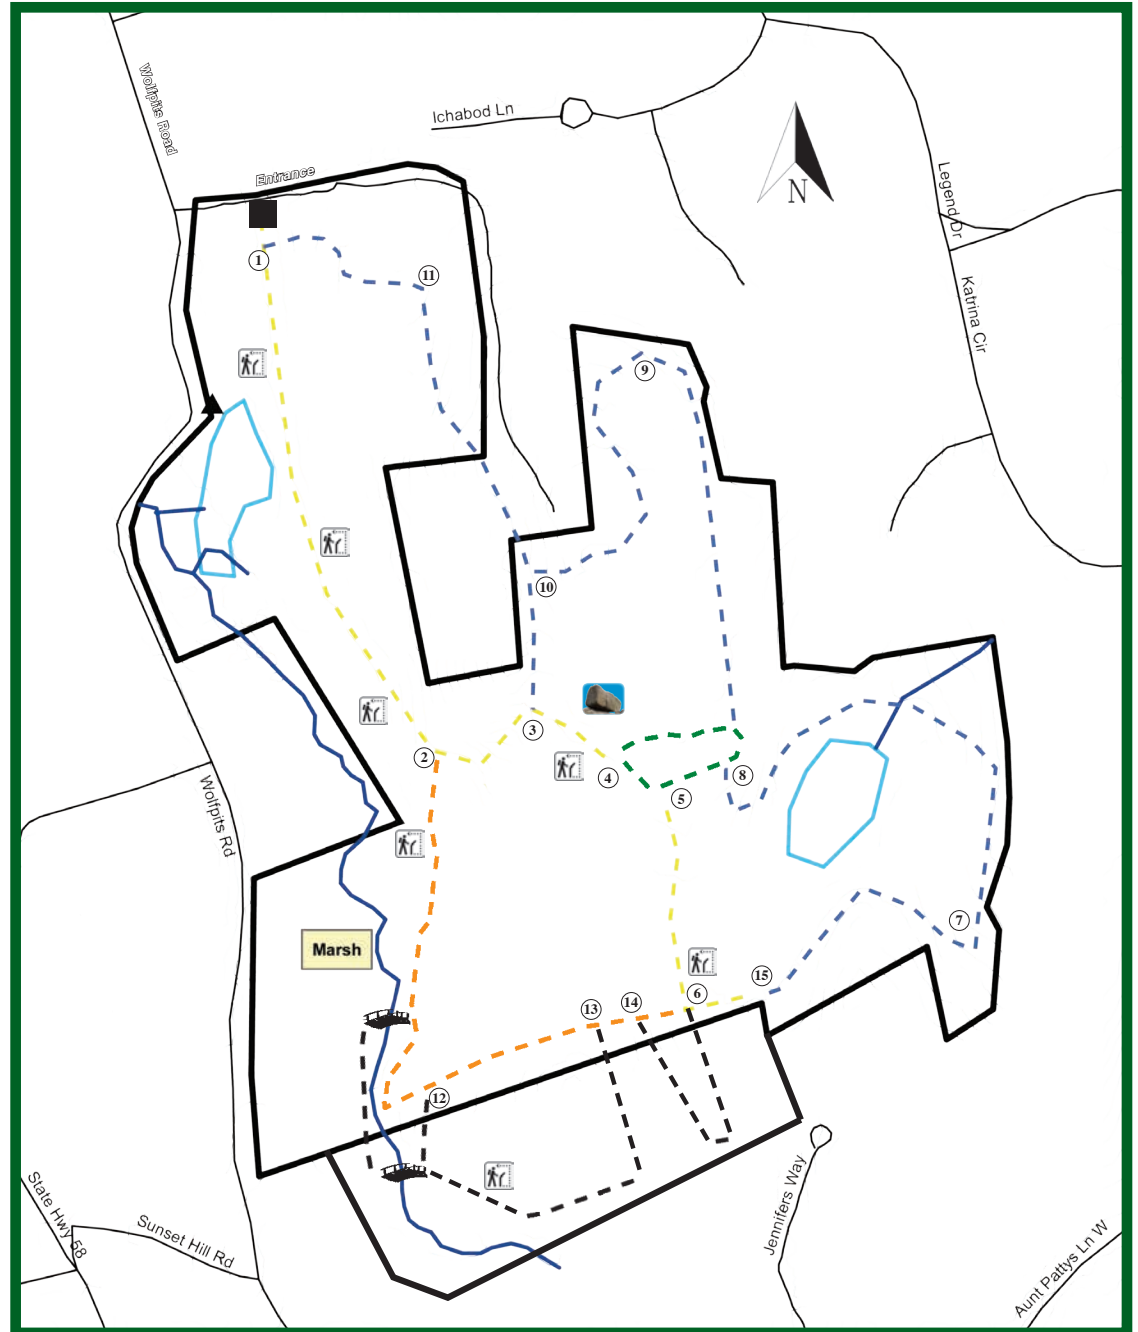 Wolfpits Road
Ichabod Ln
Entrance
N
Legend Dr
Katrina Cir
1
11
9
10
3
2
4
8
5
Wolfpits Rd
7
Marsh
15
6
14
13
12
State Hwy 58
Sunset Hill Rd
Jennifers Way
Aunt Pattys Ln W